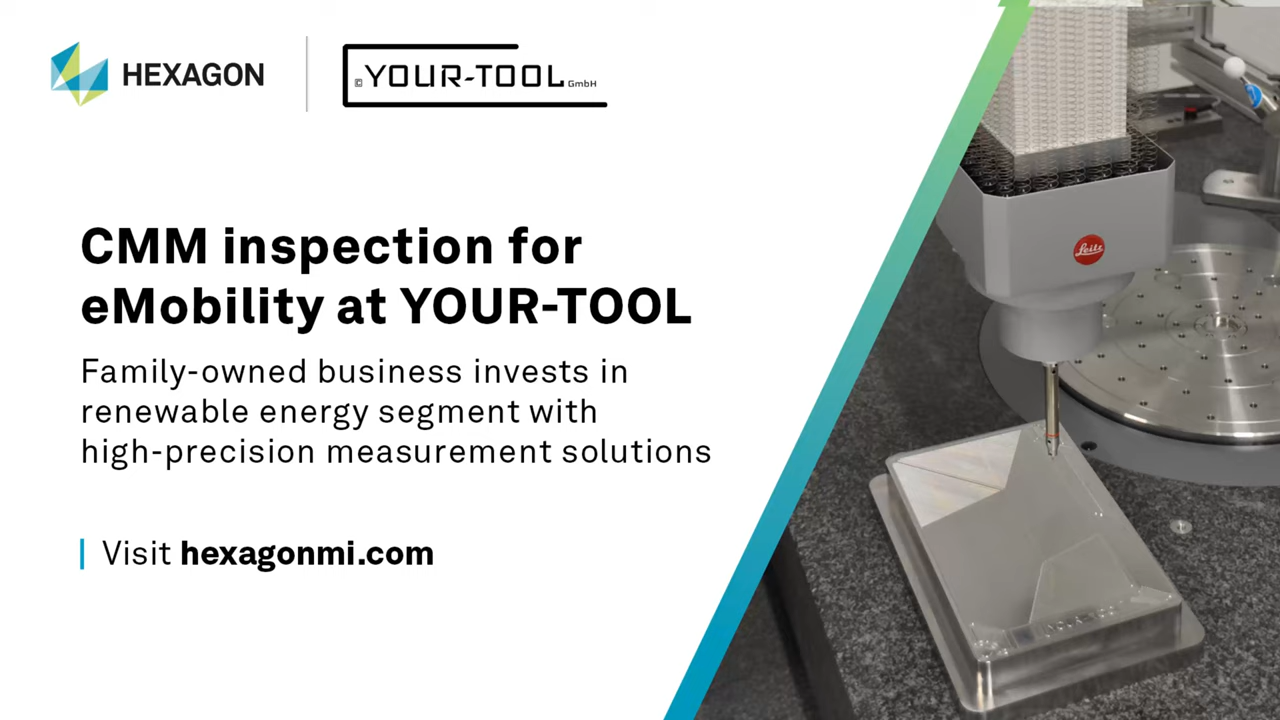 HEXAGON
© YOUR-TOOL GmbH
CMM inspection for
eMobility at YOUR-TOOL
Family-owned business invests in
renewable energy segment with
high-precision measurement solutions
Visit hexagonmi.com
Leitz